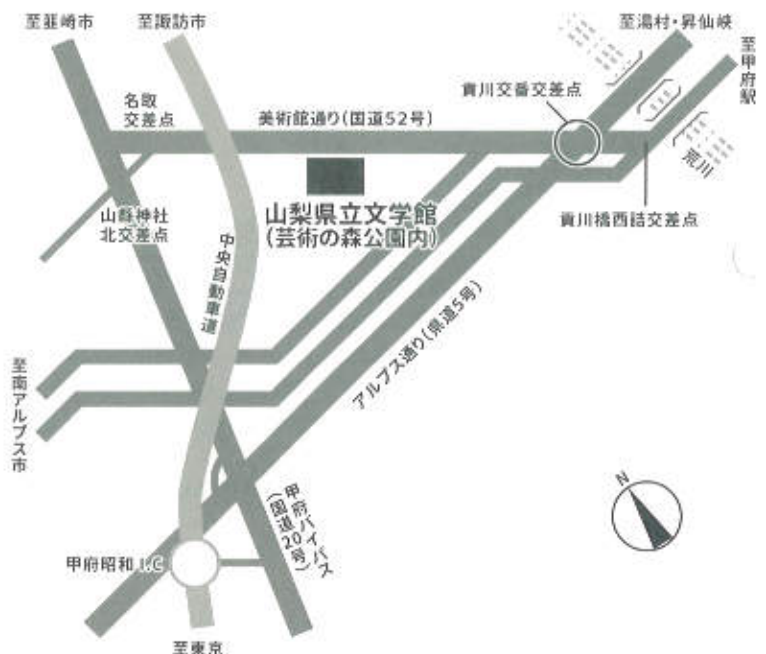 至韮崎市
至諏訪市
至湯村・昇仙峡
至甲府駅
名取
交差点
美術館通り(国道52号)
貢川交番交差点
荒川
山縣神社
北交差点
山梨県立文学館
(芸術の森公園内)
貢川橋西詰交差点
中央自動車道
アルプス通り(県道5号)
至南アルプス市
甲府バイパス
(国道20号)
N
甲府昭和I.C
至東京